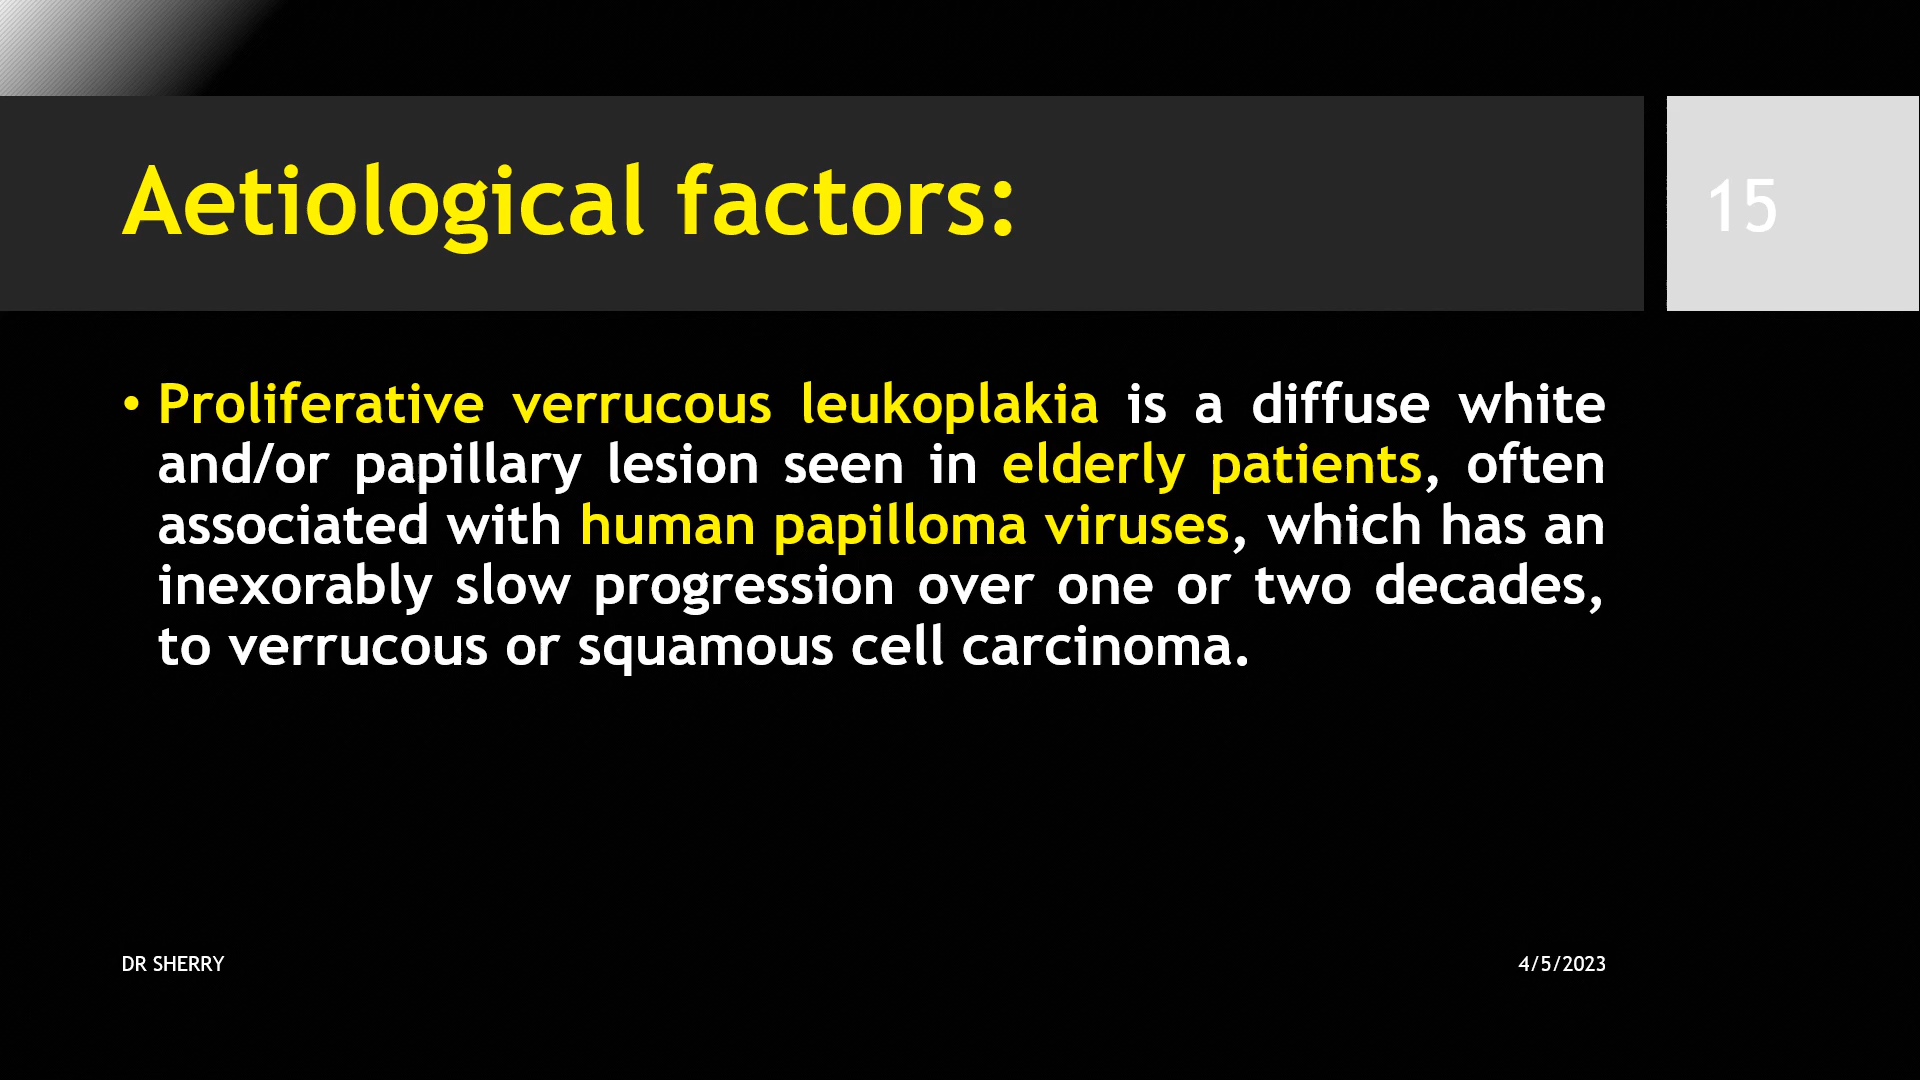 Aetiological factors:
15
• Proliferative verrucous leukoplakia is a diffuse white
and/or papillary lesion seen in elderly patients, often
associated with human papilloma viruses, which has an
inexorably slow progression over one or two decades,
to verrucous or squamous cell carcinoma.
DR SHERRY
4/5/2023